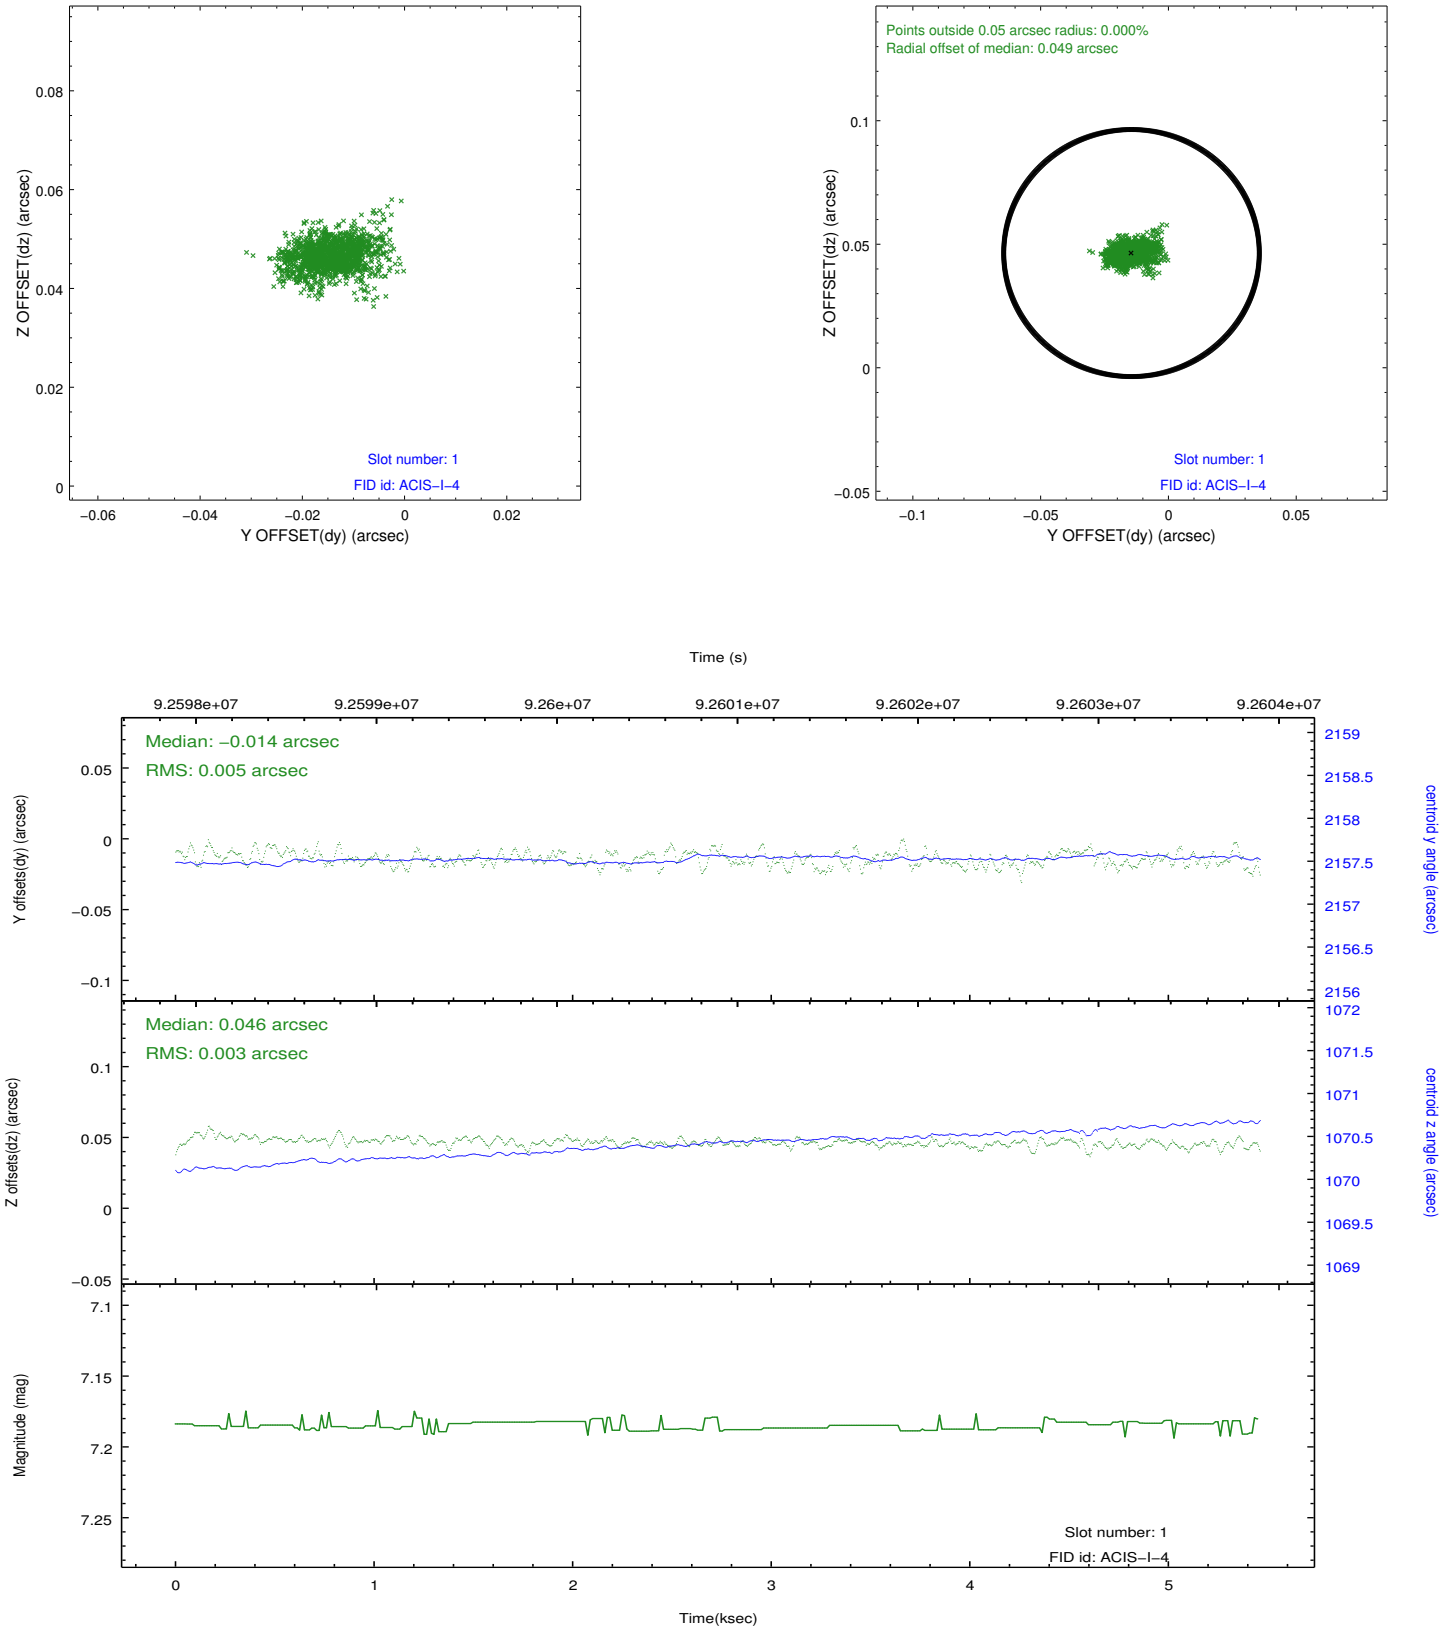 0.08
0.06
0.04
0.02
0
Z OFFSET(dz) (arcsec)
Slot number: 1
FID id: ACIS−I−4
−0.06 −0.04 −0.02 0 0.02
Y OFFSET(dy) (arcsec)
Points outside 0.05 arcsec radius: 0.000%
Radial offset of median: 0.049 arcsec
0.1
0.05
0
−0.05
Z OFFSET(dz) (arcsec)
Slot number: 1
FID id: ACIS−I−4
−0.1 −0.05 0 0.05
Y OFFSET(dy) (arcsec)
Time (s)
9.2598e+07 9.2599e+07 9.26e+07 9.2601e+07 9.2602e+07 9.2603e+07 9.2604e+07
Median: −0.014 arcsec
RMS: 0.005 arcsec
0.05
0
−0.05
−0.1
Y offsets(dy) (arcsec)
2159
2158.5
2158
2157.5
2157
2156.5
2156
centroid y angle (arcsec)
Median: 0.046 arcsec
RMS: 0.003 arcsec
0.1
0.05
0
−0.05
Z offsets(dz) (arcsec)
1072
1071.5
1071
1070.5
1070
1069.5
1069
centroid z angle (arcsec)
7.1
7.15
7.2
7.25
Magnitude (mag)
Slot number: 1
FID id: ACIS−I−4
0 1 2 3 4 5
Time(ksec)